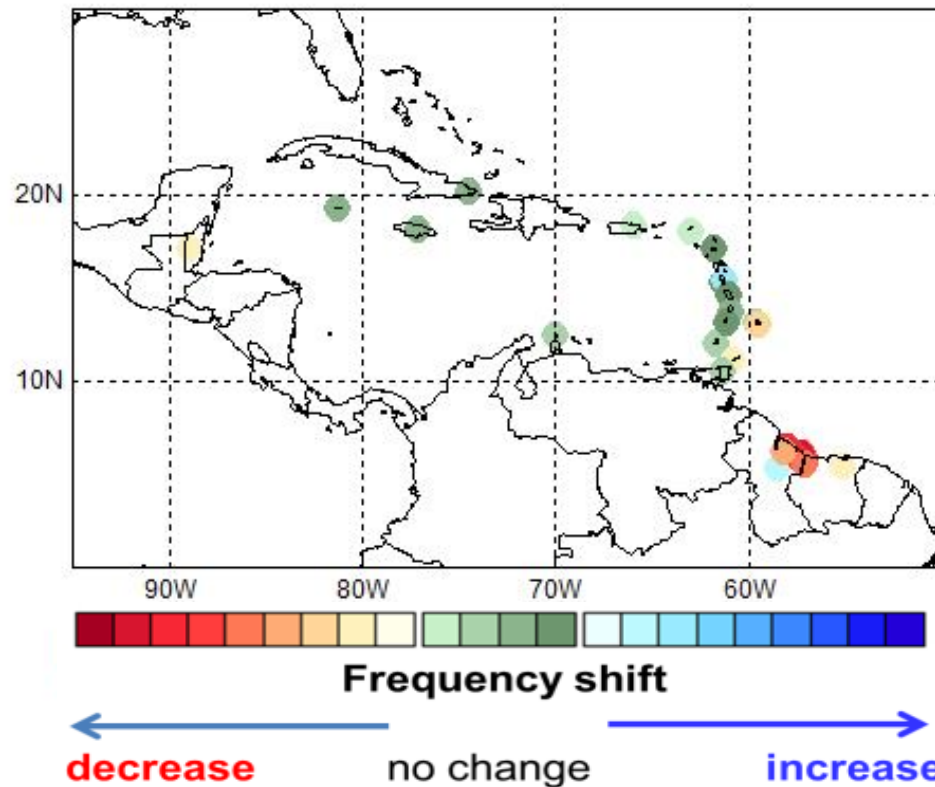 20N
10N
90W 80W 70W 60W
Frequency shift
decrease no change increase